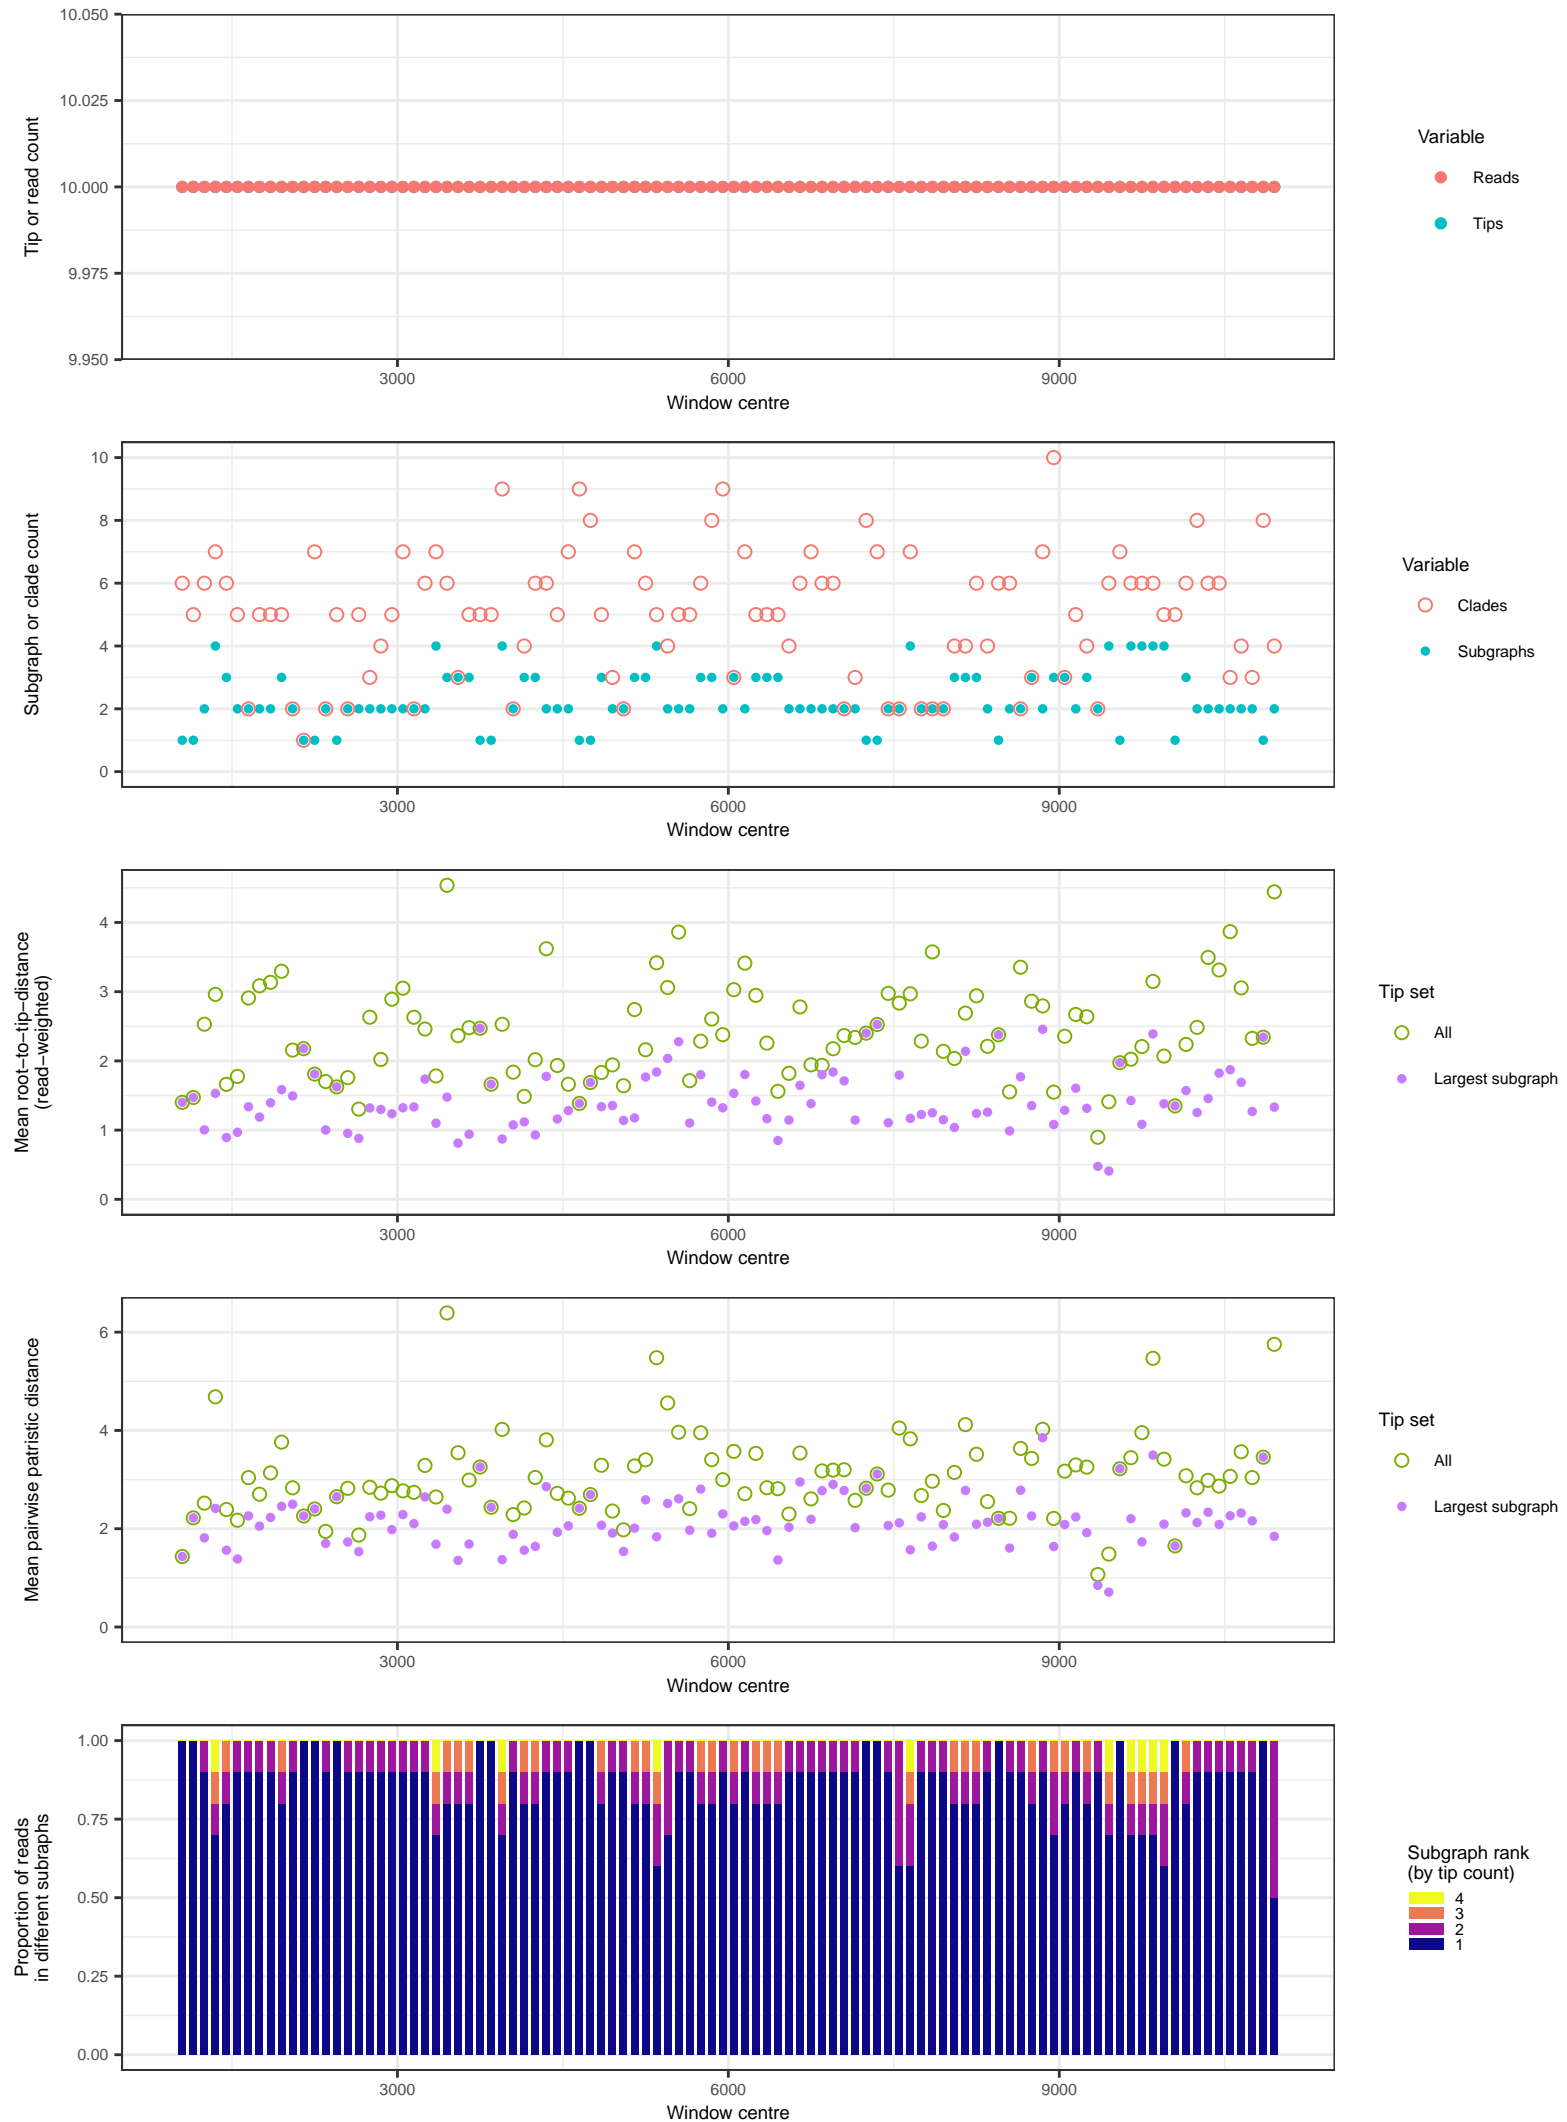 10.050
10.025
10.000
9.975
9.950
Tip or read count
3000 6000 9000
Window centre
Variable
Reads
Tips
10
8
6
4
2
0
Subgraph or clade count
3000 6000 9000
Window centre
Variable
Clades
Subgraphs
4
3
2
1
0
Mean root−to−tip−distance
(read−weighted)
3000 6000 9000
Window centre
Tip set
All
Largest subgraph
6
4
2
0
Mean pairwise patristic distance
3000 6000 9000
Window centre
Tip set
All
Largest subgraph
1.00
0.75
0.50
0.25
0.00
Proportion of reads
in different subraphs
3000 6000 9000
Window centre
Subgraph rank
(by tip count)
4
3
2
1